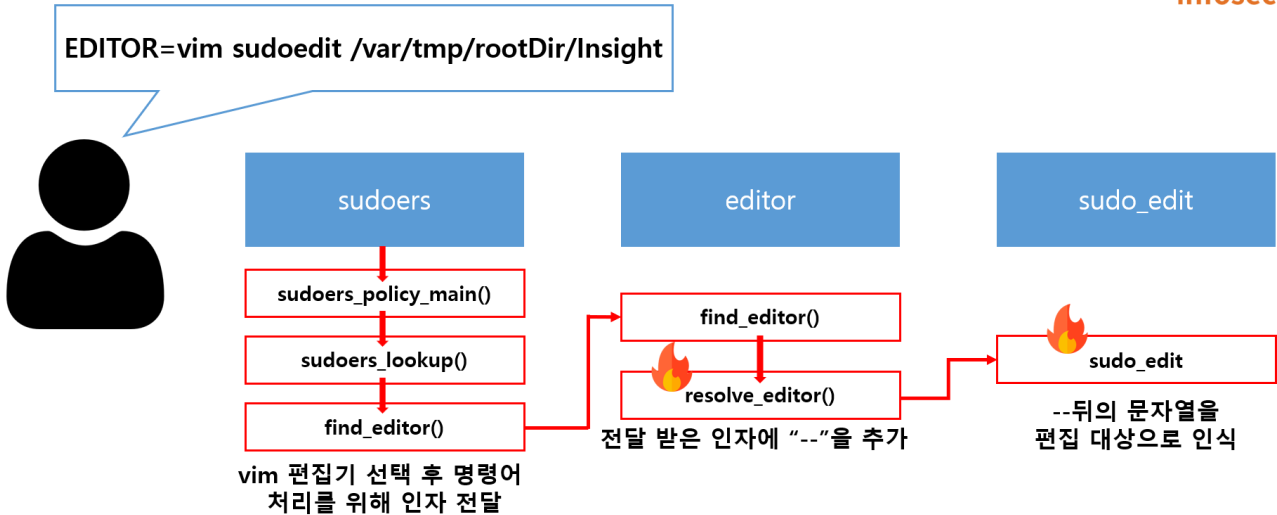 infosec
EDITOR=vim sudoedit /var/tmp/rootDir/Insight
sudoers
editor
sudo_edit
sudoers_policy_main()
sudoers_lookup()
find_editor()
vim 편집기 선택 후 명령어
처리를 위해 인자 전달
find_editor()
resolve_editor()
전달 받은 인자에 “--”을 추가
sudo_edit
--뒤의 문자열을
편집 대상으로 인식